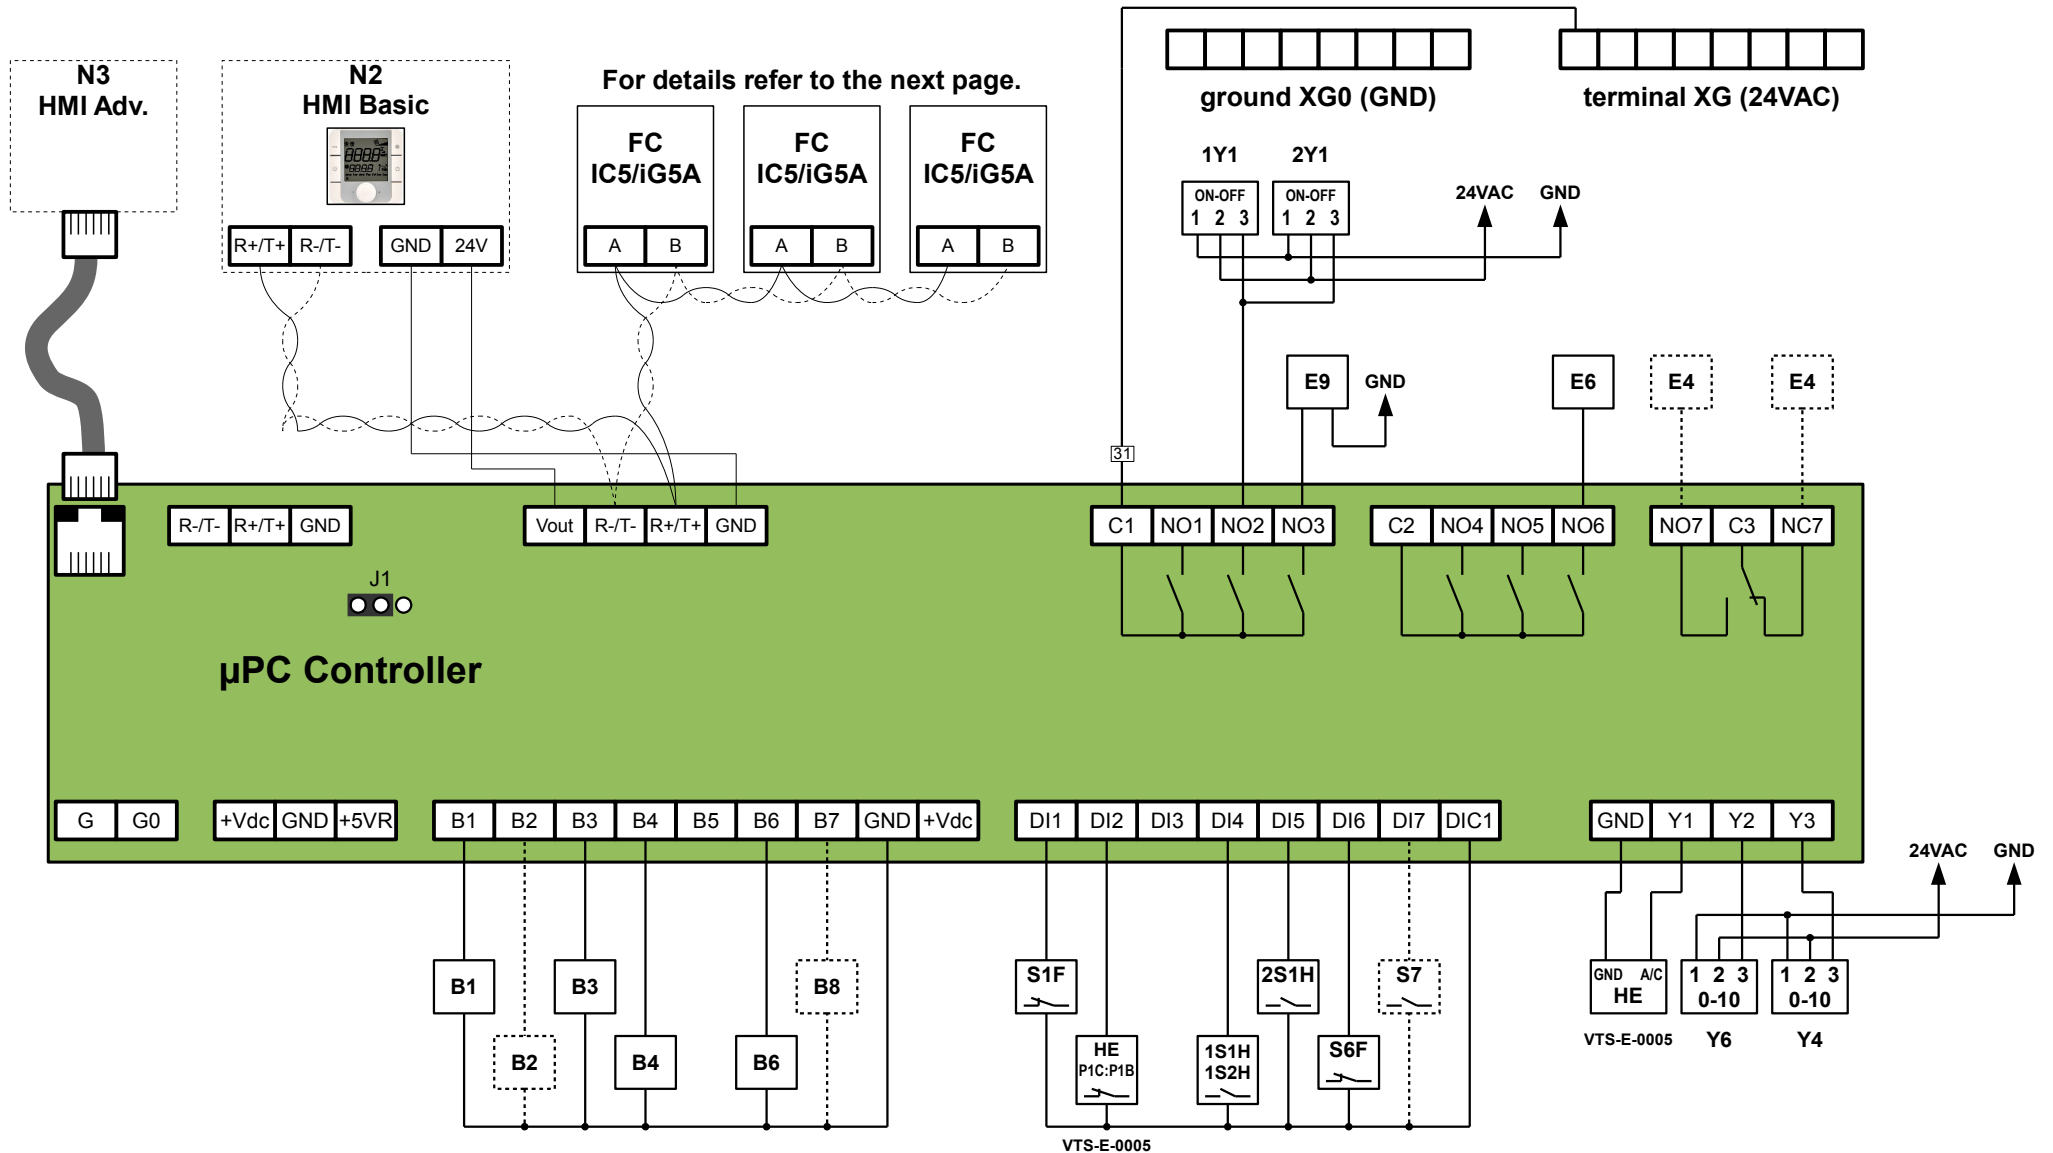 N3
HMI Adv.
N2
HMI Basic
R+/T+ R-/T- GND 24V
For details refer to the next page.
FC
IC5/iG5A
A B
FC
IC5/iG5A
A B
FC
IC5/iG5A
A B
ground XG0 (GND)
terminal XG (24VAC)
1Y1 2Y1
ON-OFF
1 2 3
ON-OFF
1 2 3
24VAC GND
E9 GND
E6
E4 E4
31
R-/T- R+/T+ GND
Vout R-/T- R+/T+ GND
C1 NO1 NO2 NO3
C2 NO4 NO5 NO6
NO7 C3 NC7
J1
µPC Controller
G G0
+Vdc GND +5VR
B1 B2 B3 B4 B5 B6 B7 GND +Vdc
DI1 DI2 DI3 DI4 DI5 DI6 DI7 DIC1
GND Y1 Y2 Y3
24VAC GND
B1 B3 B8
B2 B4 B6
S1F 2S1H S7
HE
P1C:P1B
1S1H
1S2H
S6F
VTS-E-0005
GND A/C
HE
1 2 3
0-10
1 2 3
0-10
VTS-E-0005 Y6 Y4